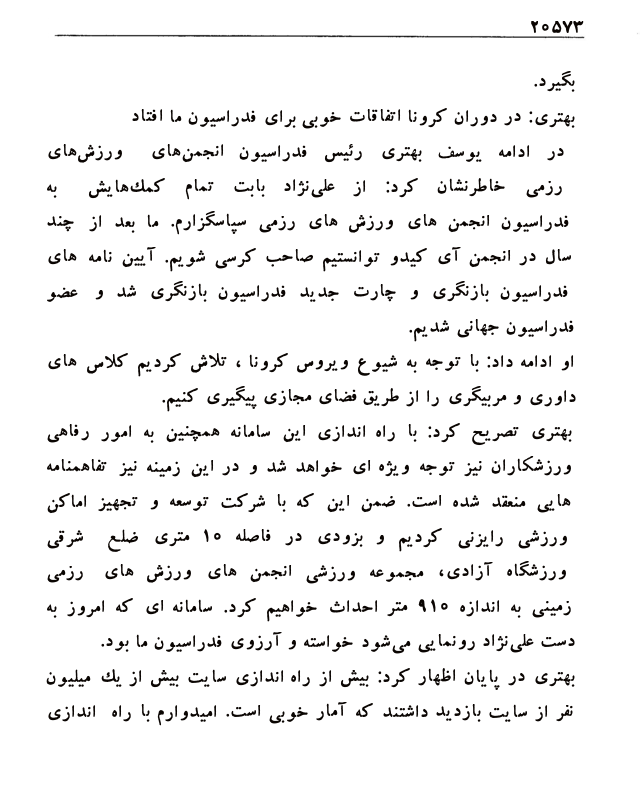 ۲۰۵۷۳
بگیرد.
بهتری: در دوران کرونا اتفاقات خوبی برای فدراسیون ما افتاد
در ادامه یوسف بهتری رئیس فدراسیون انجمن‌های ورزش‌های
رزمی خاطرنشان کرد: از علی‌نژاد بابت تمام کمك‌هایش به
فدراسیون انجمن های ورزش های رزمی سپاسگزارم. ما بعد از چند
سال در انجمن آی کیدو توانستیم صاحب کرسی شویم. آیین نامه های
فدراسیون بازنگری و چارت جدید فدراسیون بازنگری شد و عضو
فدراسیون جهانی شدیم.
او ادامه داد: با توجه به شیوع ویروس کرونا ، تلاش کردیم کلاس های
داوری و مربیگری را از طریق فضای مجازی پیگیری کنیم.
بهتری تصریح کرد: با راه اندازی این سامانه همچنین به امور رفاهی
ورزشکاران نیز توجه ویژه ای خواهد شد و در این زمینه نیز تفاهمنامه
هایی منعقد شده است. ضمن این که با شرکت توسعه و تجهیز اماکن
ورزشی رایزنی کردیم و بزودی در فاصله ۱۵ متری ضلع شرقی
ورزشگاه آزادی، مجموعه ورزشی انجمن های ورزش های رزمی
زمینی به اندازه ۹۱۵ متر احداث خواهیم کرد. سامانه ای که امروز به
دست علی‌نژاد رونمایی می‌شود خواسته و آرزوی فدراسیون ما بود.
بهتری در پایان اظهار کرد: بیش از راه اندازی سایت بیش از یك میلیون
نفر از سایت بازدید داشتند که آمار خوبی است. امیدوارم با راه اندازی